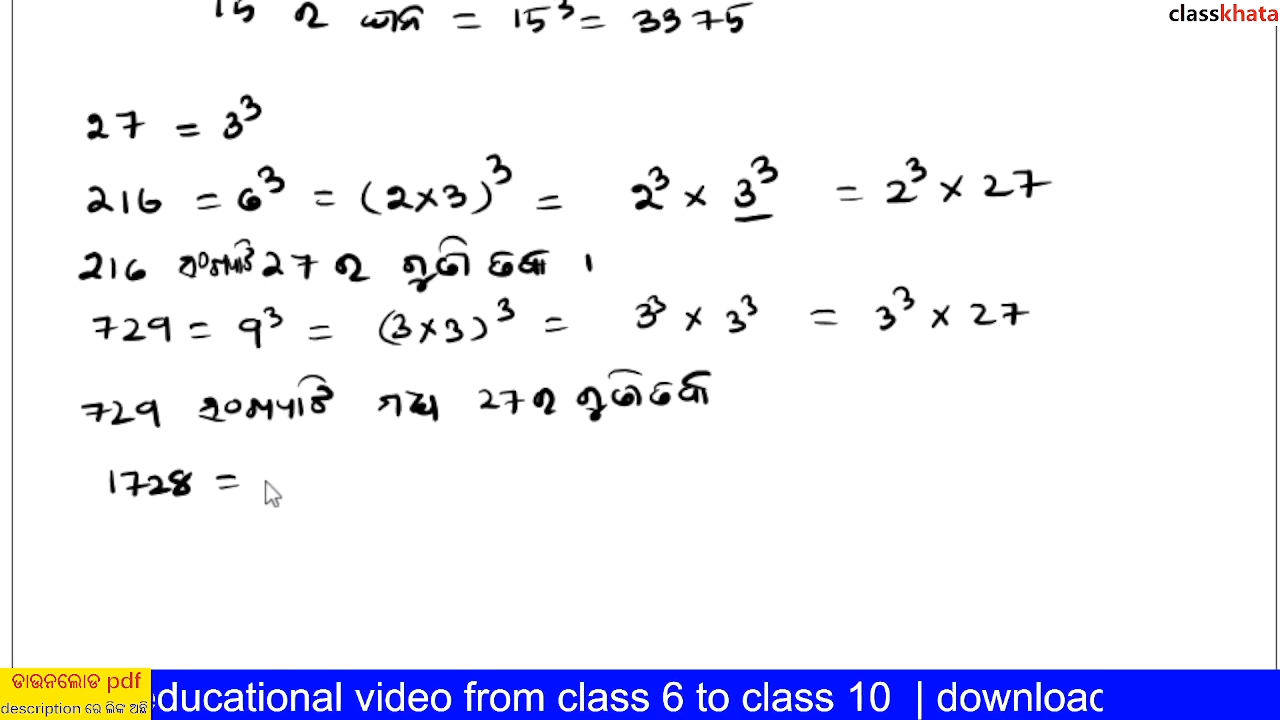 classkhata
15 ର ଘନ = 15³ = 3375
27 = 3³
216 = 6³ = (2×3)³ = 2³ × 3³ = 2³ × 27
216 ସଂଖ୍ୟାଟି 27 ର ଗୁଣିତକ ।
729 = 9³ = (3×3)³ = 3³ × 3³ = 3³ × 27
729 ସଂଖ୍ୟାଟି ମଧ୍ୟ 27 ର ଗୁଣିତକ
1728 =
ଡାଉନଲୋଡ pdf
description ରେ ଲିଙ୍କ ଅଛି
educational video from class 6 to class 10 | download